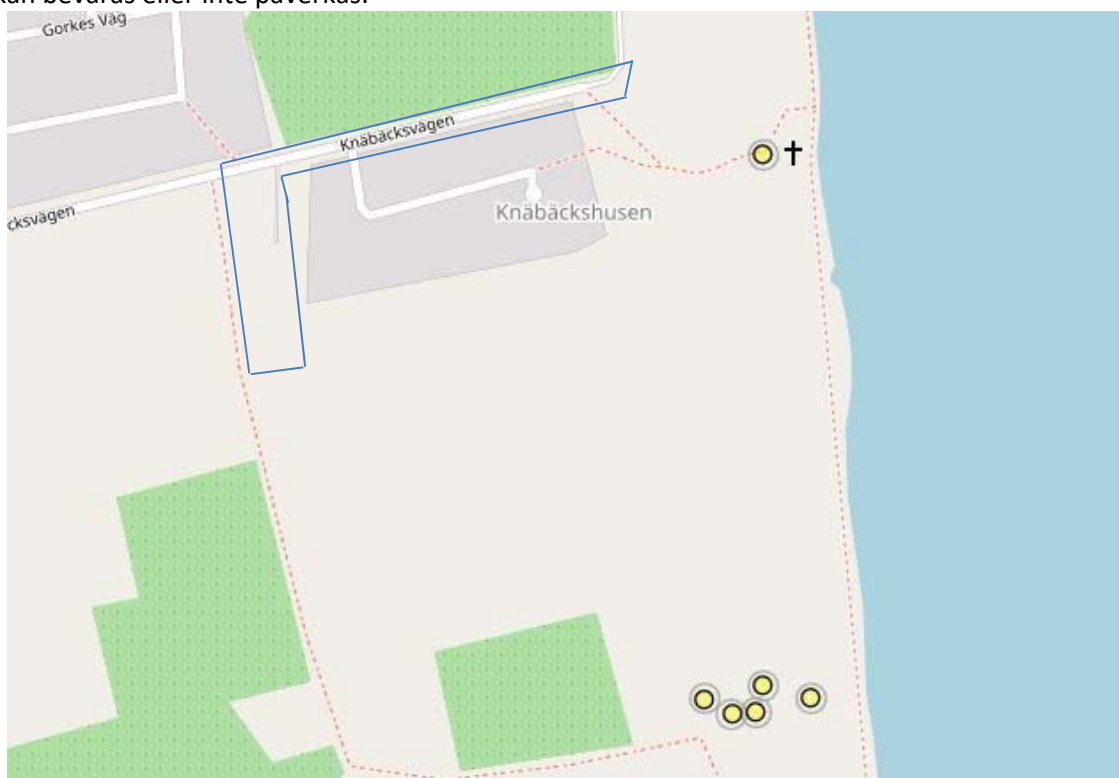 kan bevaras eller inte påverkas.
Gorkes Väg
Knäbäcksvägen
cksvägen
Knäbäckshusen